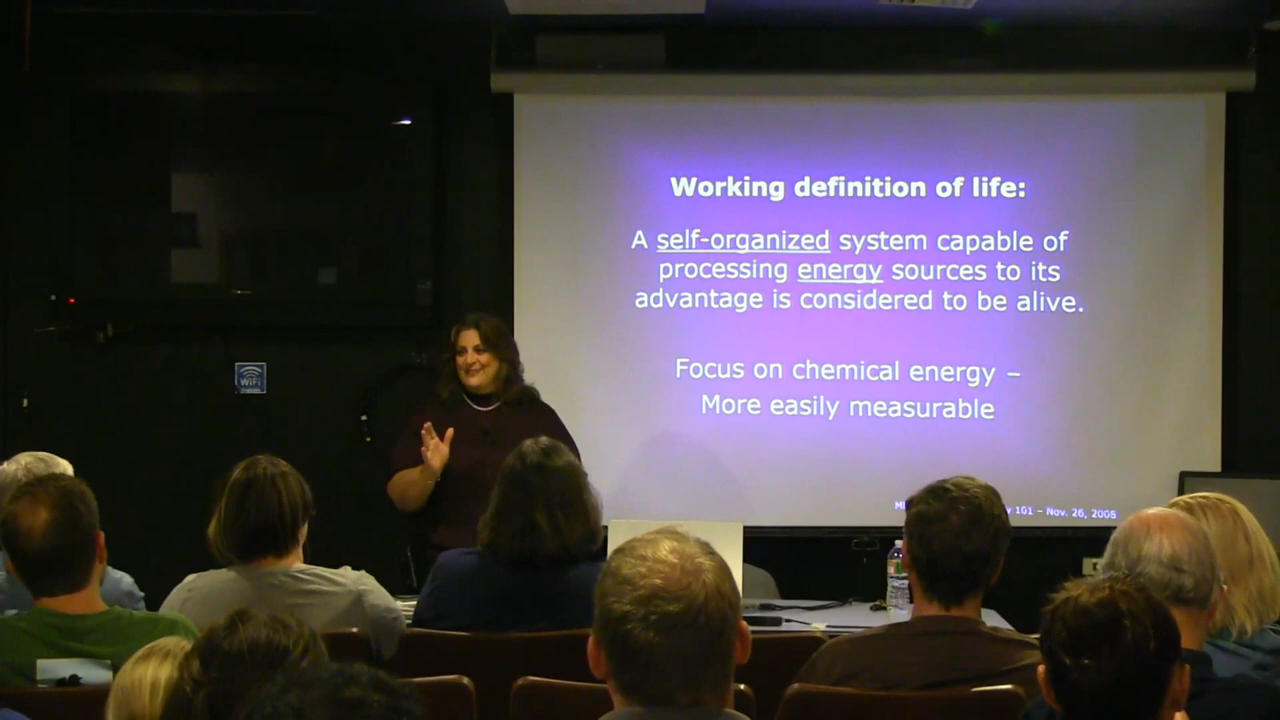 Working definition of life:
A self-organized system capable of
processing energy sources to its
advantage is considered to be alive.
Focus on chemical energy –
More easily measurable
101 – Nov. 26, 2005
WiFi